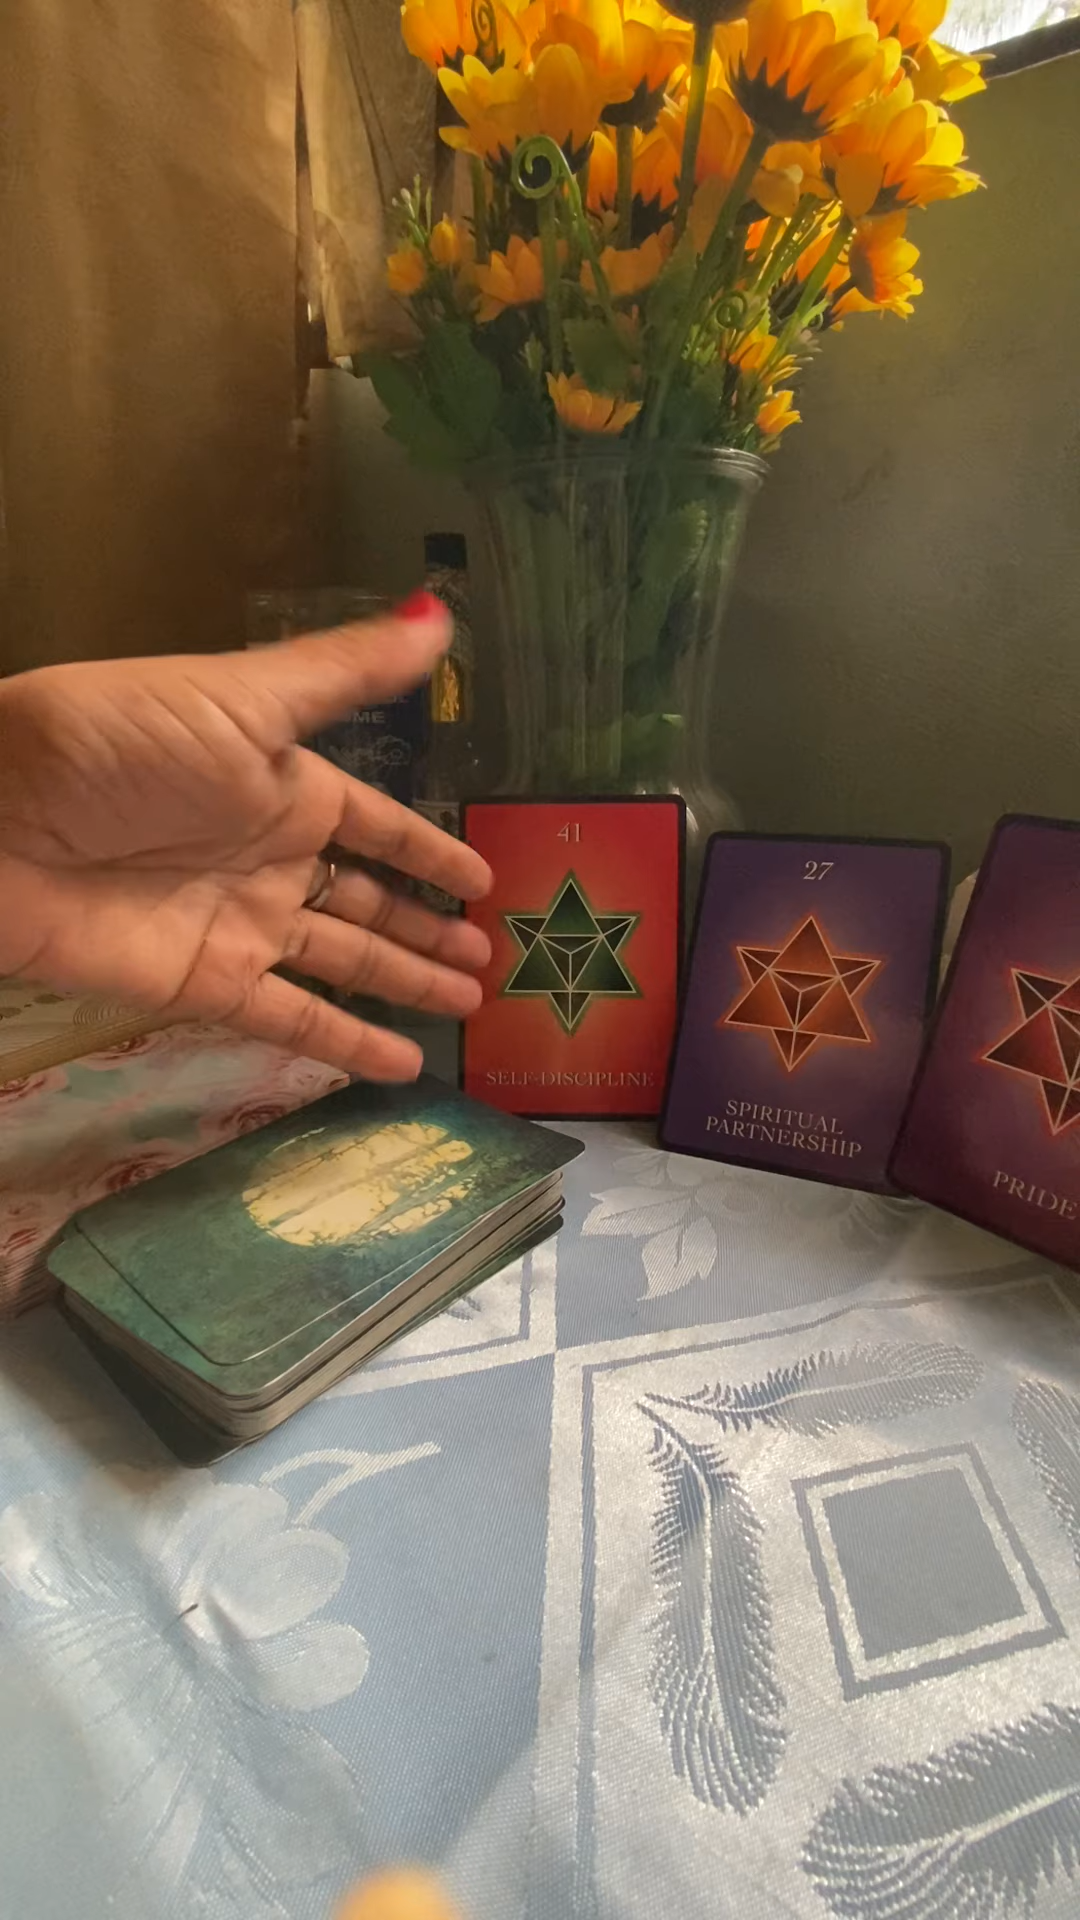 41
SELF-DISCIPLINE
27
SPIRITUAL
PARTNERSHIP
PRIDE